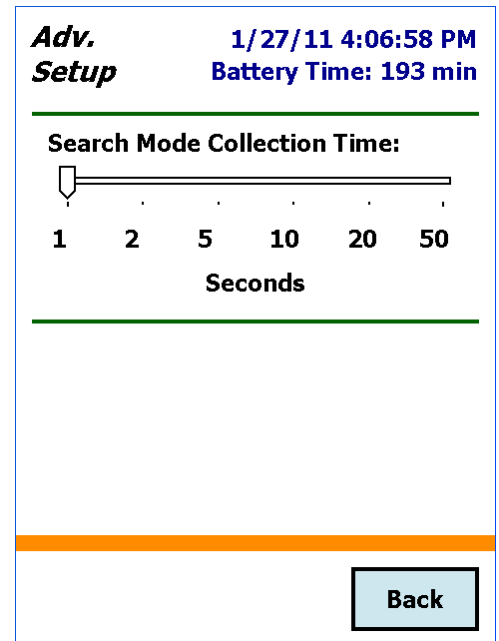 Adv. 1/27/11 4:06:58 PM
Setup Battery Time: 193 min
Search Mode Collection Time:
1 2 5 10 20 50
Seconds
Back